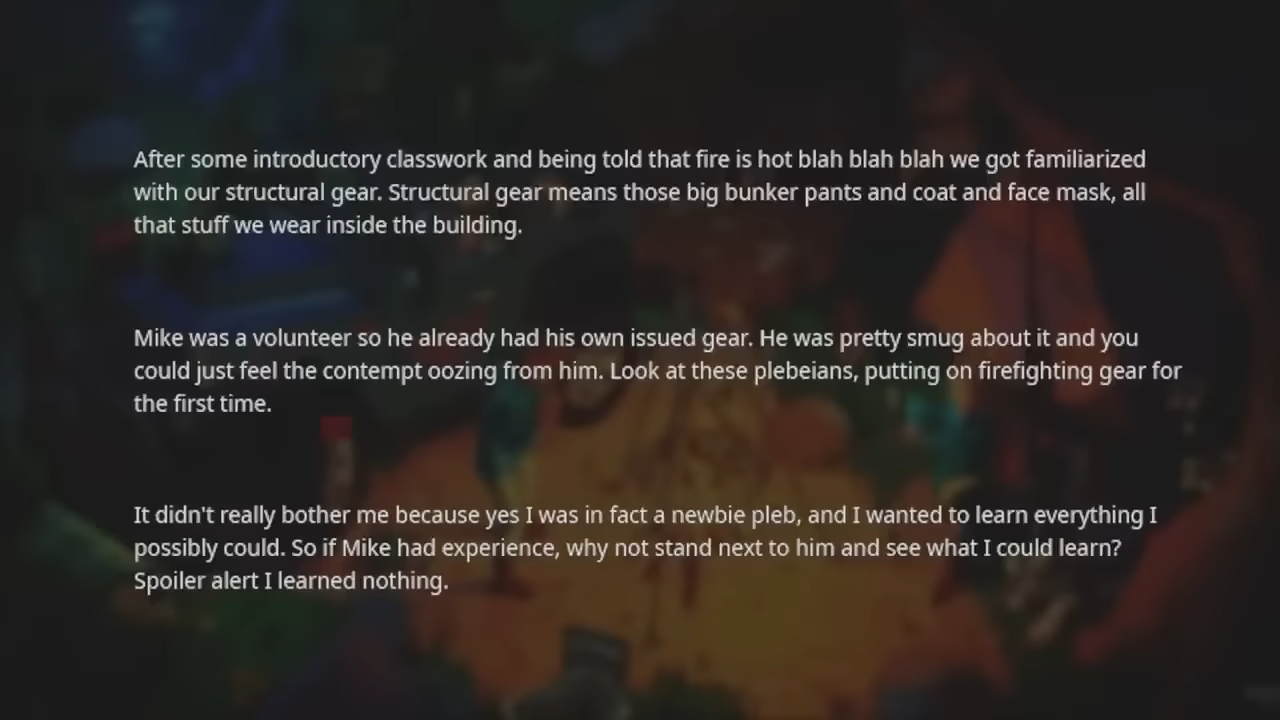 After some introductory classwork and being told that fire is hot blah blah blah we got familiarized
with our structural gear. Structural gear means those big bunker pants and coat and face mask, all
that stuff we wear inside the building.
Mike was a volunteer so he already had his own issued gear. He was pretty smug about it and you
could just feel the contempt oozing from him. Look at these plebeians, putting on firefighting gear for
the first time.
It didn't really bother me because yes I was in fact a newbie pleb, and I wanted to learn everything I
possibly could. So if Mike had experience, why not stand next to him and see what I could learn?
Spoiler alert I learned nothing.